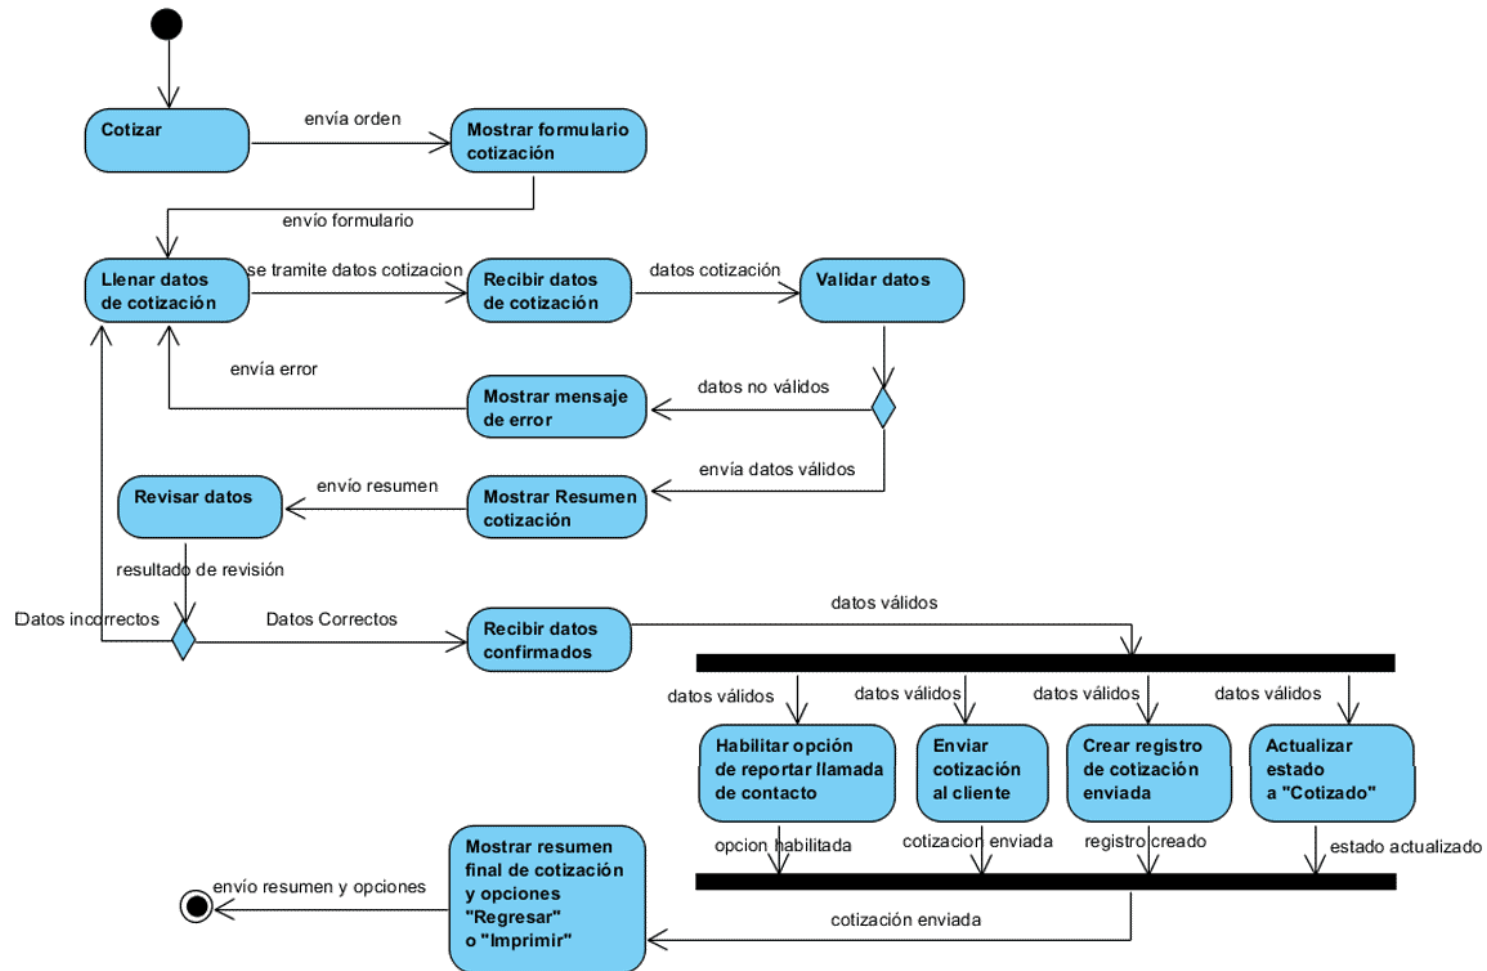 Cotizar
envía orden
Mostrar formulario
cotización
envío formulario
Llenar datos
de cotización
se tramite datos cotizacion
Recibir datos
de cotización
datos cotización
Validar datos
envía error
Mostrar mensaje
de error
datos no válidos
envía datos válidos
Revisar datos
envío resumen
Mostrar Resumen
cotización
resultado de revisión
Datos incorrectos
Datos Correctos
Recibir datos
confirmados
datos válidos
datos válidos
datos válidos
datos válidos
datos válidos
Habilitar opción
de reportar llamada
de contacto
Enviar
cotización
al cliente
Crear registro
de cotización
enviada
Actualizar
estado
a "Cotizado"
opcion habilitada
cotizacion enviada
registro creado
estado actualizado
Mostrar resumen
final de cotización
y opciones
"Regresar"
o "Imprimir"
envío resumen y opciones
cotización enviada